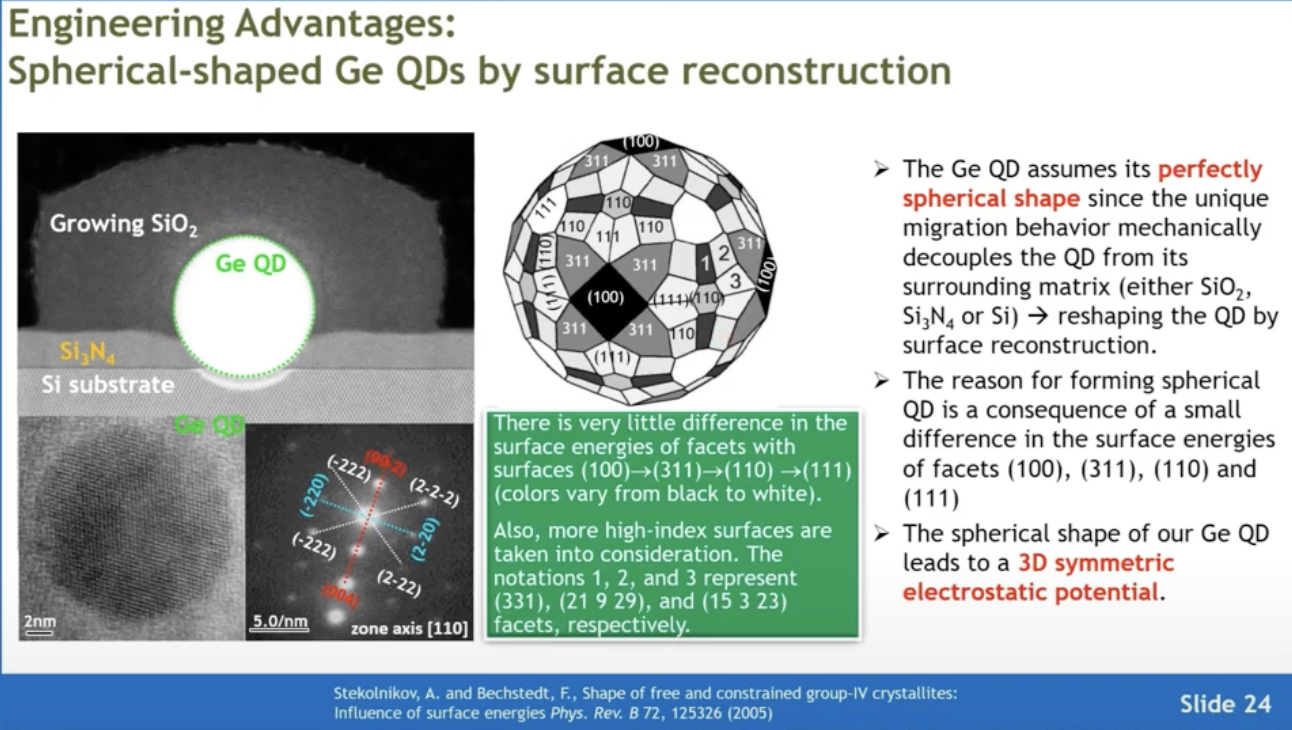 Engineering Advantages:
Spherical-shaped Ge QDs by surface reconstruction
Growing SiO₂
Ge QD
Si₃N₄
Si substrate
Ge QD
2nm
(00-2)
(-222)
(2-2-2)
(-220)
(2-20)
(-222)
(2-22)
(004)
5.0/nm
zone axis [110]
(100)
311
311
111
110
110
111
110
(110)
311
311
1
2
311
3
(100)
(111)
(100)
(111)
(110)
311
311
110
(111)
There is very little difference in the
surface energies of facets with
surfaces (100)→(311)→(110) →(111)
(colors vary from black to white).
Also, more high-index surfaces are
taken into consideration. The
notations 1, 2, and 3 represent
(331), (21 9 29), and (15 3 23)
facets, respectively.
➢ The Ge QD assumes its perfectly
spherical shape since the unique
migration behavior mechanically
decouples the QD from its
surrounding matrix (either SiO₂,
Si₃N₄ or Si) → reshaping the QD by
surface reconstruction.
➢ The reason for forming spherical
QD is a consequence of a small
difference in the surface energies
of facets (100), (311), (110) and
(111)
➢ The spherical shape of our Ge QD
leads to a 3D symmetric
electrostatic potential.
Stekolnikov, A. and Bechstedt, F., Shape of free and constrained group-IV crystallites:
Influence of surface energies Phys. Rev. B 72, 125326 (2005)
Slide 24